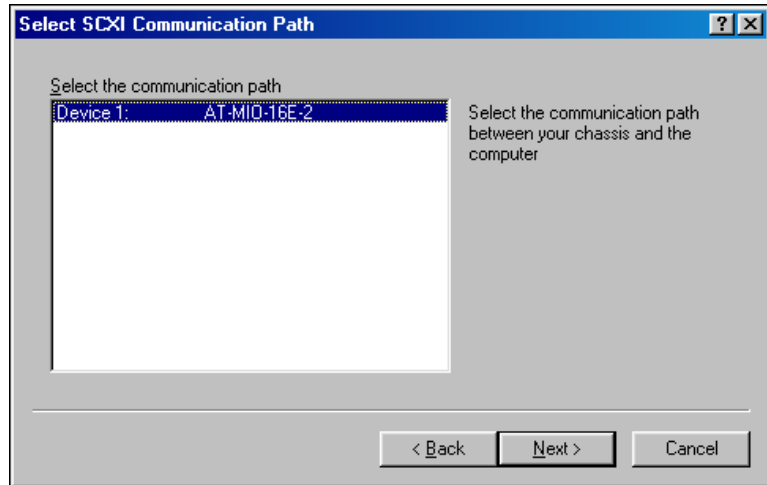 Select SCXI Communication Path
? X
Select the communication path
Device 1: AT-MIO-16E-2
Select the communication path
between your chassis and the
computer
< Back
Next >
Cancel